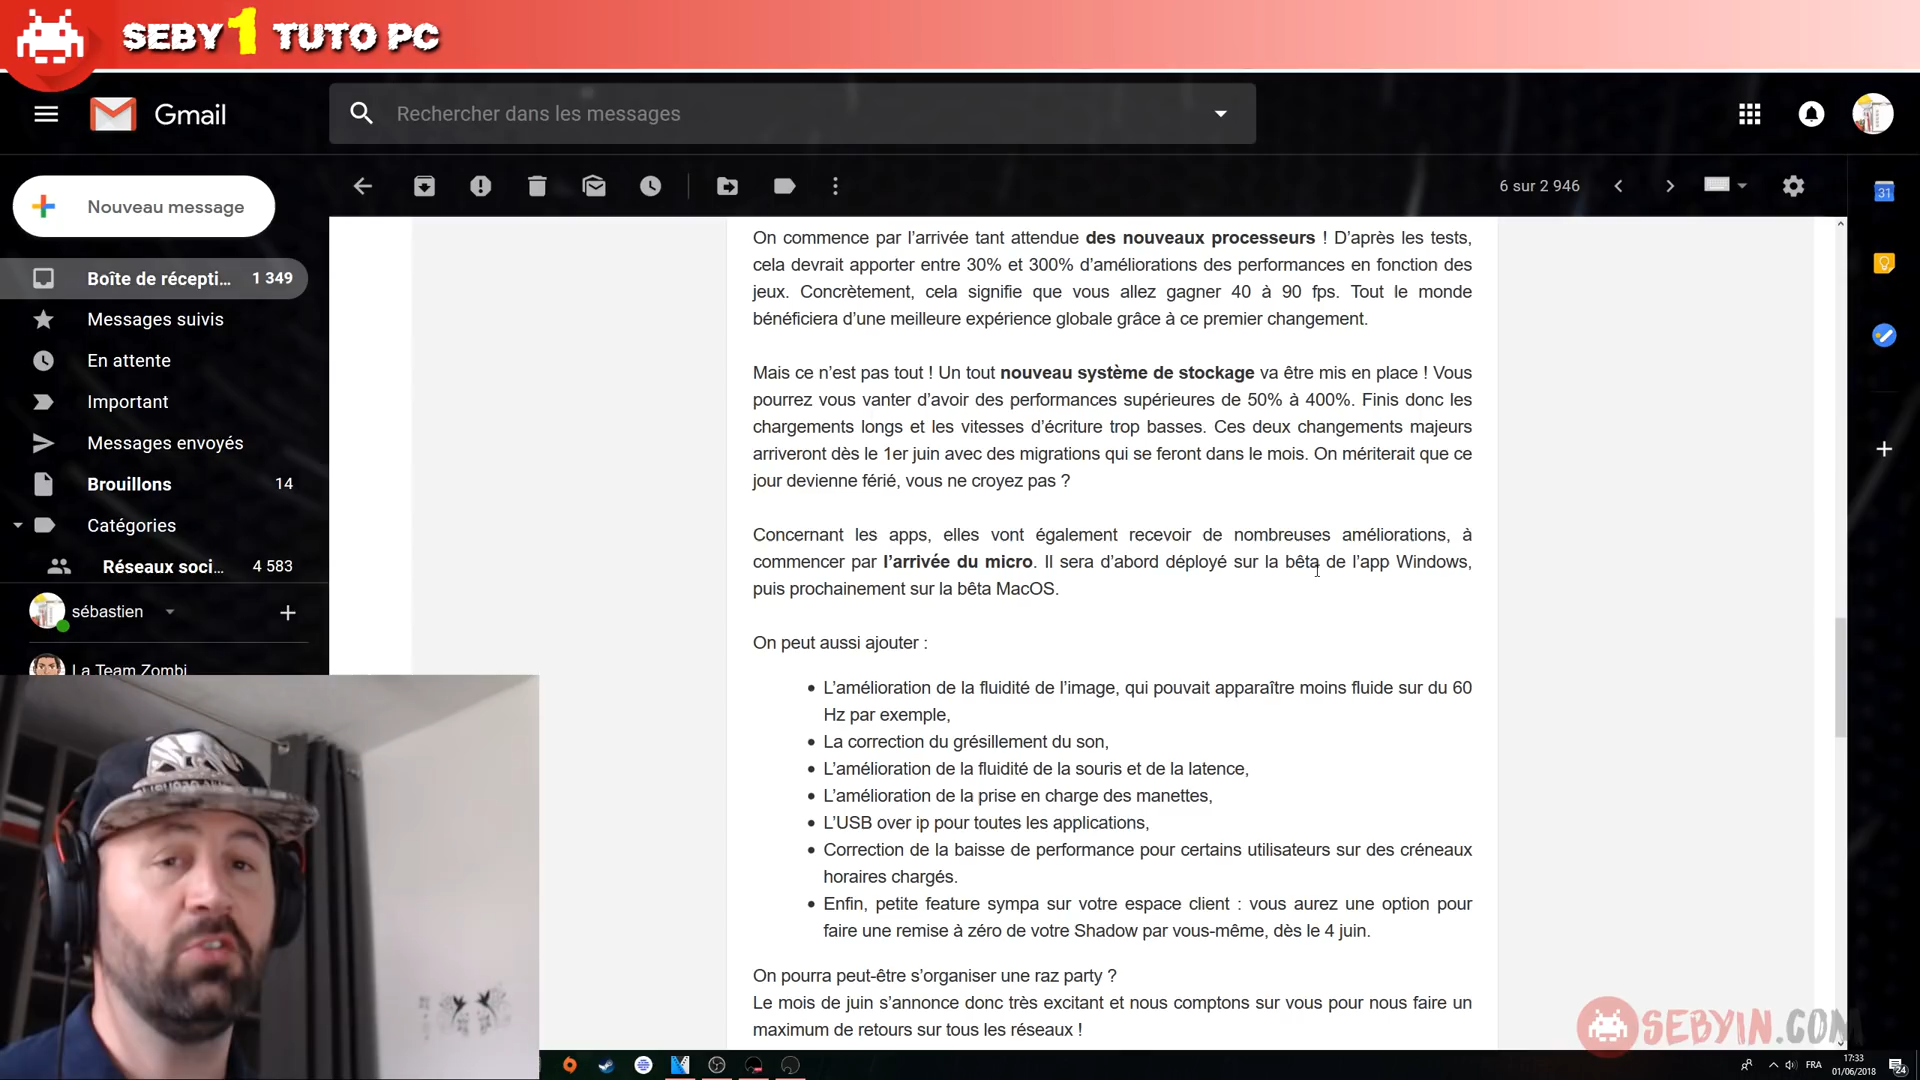 SEBY1 TUTO PC
Gmail
Rechercher dans les messages
Nouveau message
6 sur 2 946
31
Boîte de récepti... 1 349
Messages suivis
En attente
Important
Messages envoyés
Brouillons 14
Catégories
Réseaux soci... 4 583
sébastien
La Team Zombi
On commence par l’arrivée tant attendue des nouveaux processeurs ! D’après les tests,
cela devrait apporter entre 30% et 300% d’améliorations des performances en fonction des
jeux. Concrètement, cela signifie que vous allez gagner 40 à 90 fps. Tout le monde
bénéficiera d’une meilleure expérience globale grâce à ce premier changement.
Mais ce n’est pas tout ! Un tout nouveau système de stockage va être mis en place ! Vous
pourrez vous vanter d’avoir des performances supérieures de 50% à 400%. Finis donc les
chargements longs et les vitesses d’écriture trop basses. Ces deux changements majeurs
arriveront dès le 1er juin avec des migrations qui se feront dans le mois. On mériterait que ce
jour devienne férié, vous ne croyez pas ?
Concernant les apps, elles vont également recevoir de nombreuses améliorations, à
commencer par l’arrivée du micro. Il sera d’abord déployé sur la bêta de l’app Windows,
puis prochainement sur la bêta MacOS.
On peut aussi ajouter :
• L’amélioration de la fluidité de l’image, qui pouvait apparaître moins fluide sur du 60
Hz par exemple,
• La correction du grésillement du son,
• L’amélioration de la fluidité de la souris et de la latence,
• L’amélioration de la prise en charge des manettes,
• L’USB over ip pour toutes les applications,
• Correction de la baisse de performance pour certains utilisateurs sur des créneaux
horaires chargés.
• Enfin, petite feature sympa sur votre espace client : vous aurez une option pour
faire une remise à zéro de votre Shadow par vous-même, dès le 4 juin.
On pourra peut-être s’organiser une raz party ?
Le mois de juin s’annonce donc très excitant et nous comptons sur vous pour nous faire un
maximum de retours sur tous les réseaux !
SEBYIN.COM
FRA
17:33
01/06/2018
24